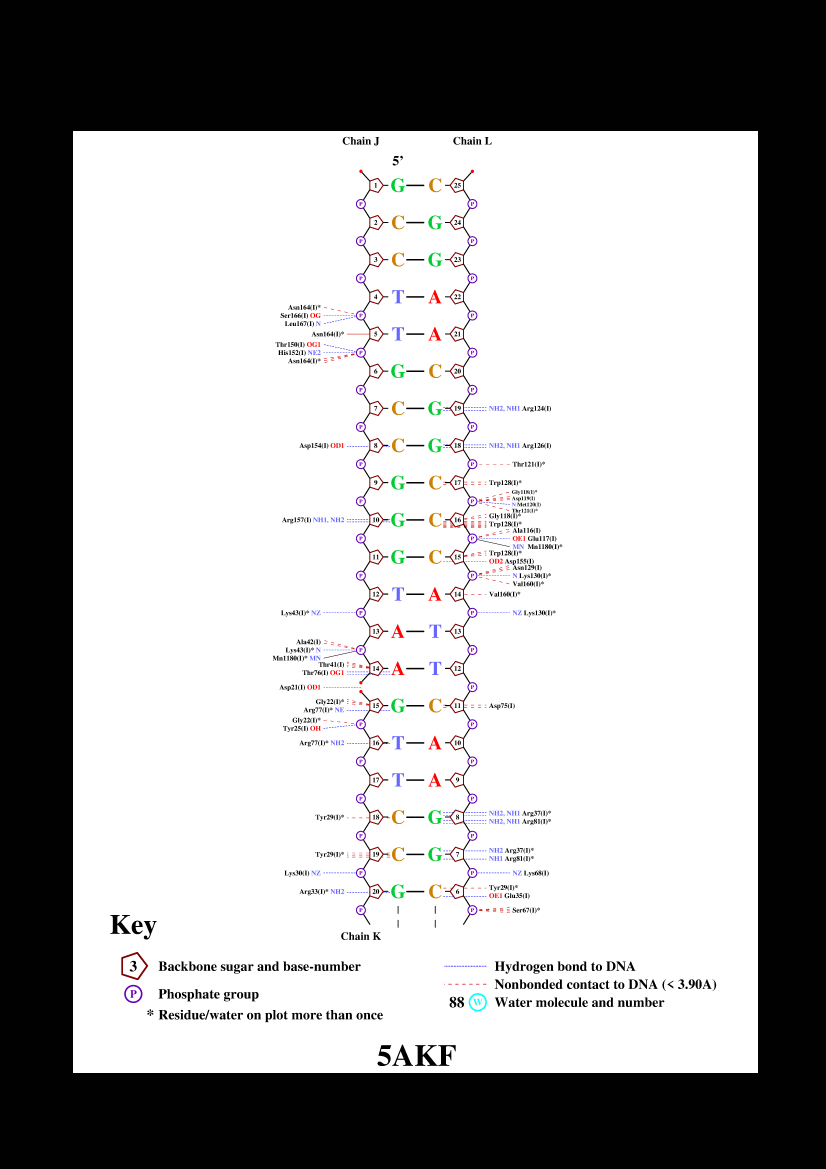 Chain J Chain L
5’
1 G C 25
P P
2 C G 24
P P
3 C G 23
P P
4 T A 22
Asn164(I)*
Ser166(I) OG P P
Leu167(I) N
Asn164(I)* 5 T A 21
Thr150(I) OG1
His152(I) NE2 P P
Asn164(I)*
6 G C 20
P P
7 C G 19 NH2, NH1 Arg124(I)
P P
Asp154(I) OD1 8 C G 18 NH2, NH1 Arg126(I)
P P Thr121(I)*
9 G C 17 Trp128(I)*
Gly118(I)*
Asp119(I)
P P N Met120(I)
Thr121(I)*
Gly118(I)*
Arg157(I) NH1, NH2 10 G C 16 Trp128(I)*
Ala116(I)
P P OE1 Glu117(I)
MN Mn1180(I)*
Trp128(I)*
11 G C 15 OD2 Asp155(I)
Asn129(I)
P P N Lys130(I)*
Val160(I)*
12 T A 14 Val160(I)*
Lys43(I)* NZ P P NZ Lys130(I)*
13 A T 13
Ala42(I)
Lys43(I)* N P P
Mn1180(I)* MN
Thr41(I)
Thr76(I) OG1 14 A T 12
Asp21(I) OD1 P
Gly22(I)*
Arg77(I)* NE 15 G C 11 Asp75(I)
Gly22(I)*
Tyr25(I) OH P P
Arg77(I)* NH2 16 T A 10
P P
17 T A 9
P P
Tyr29(I)* 18 C G 8 NH2, NH1 Arg37(I)*
NH2, NH1 Arg81(I)*
P P
Tyr29(I)* 19 C G 7 NH2 Arg37(I)*
NH1 Arg81(I)*
Lys30(I) NZ P P NZ Lys68(I)
Arg33(I)* NH2 20 G C 6 Tyr29(I)*
OE1 Glu35(I)
P P Ser67(I)*
Chain K
Key
3 Backbone sugar and base-number
P Phosphate group
* Residue/water on plot more than once
Hydrogen bond to DNA
Nonbonded contact to DNA (< 3.90A)
88 W Water molecule and number
5AKF